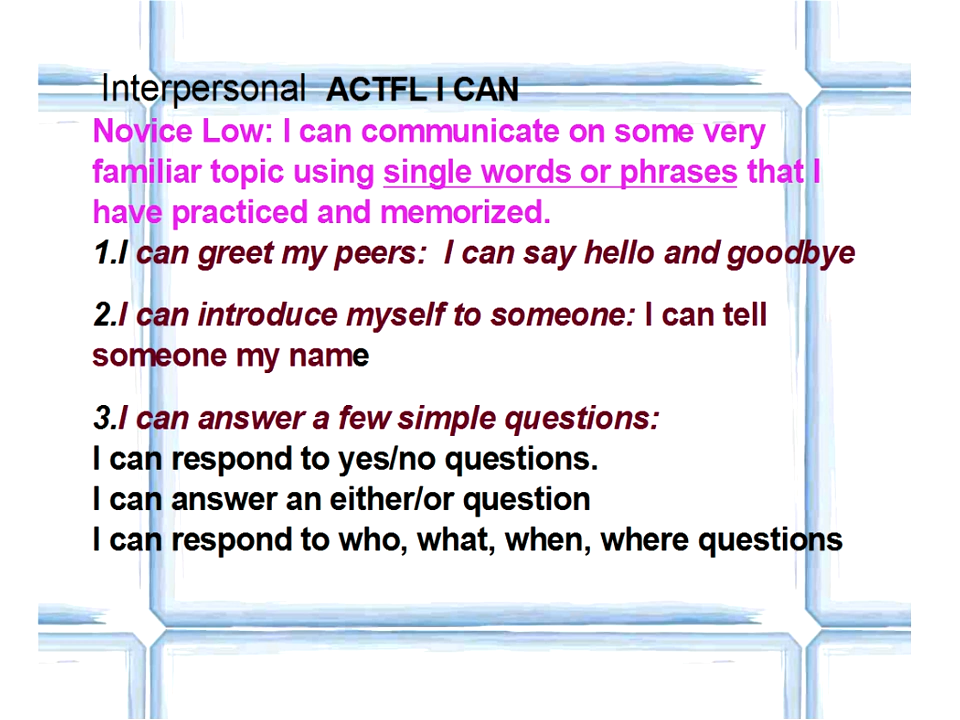 Interpersonal ACTFL I CAN
Novice Low: I can communicate on some very
familiar topic using single words or phrases that I
have practiced and memorized.
1.I can greet my peers: I can say hello and goodbye
2.I can introduce myself to someone: I can tell
someone my name
3.I can answer a few simple questions:
I can respond to yes/no questions.
I can answer an either/or question
I can respond to who, what, when, where questions